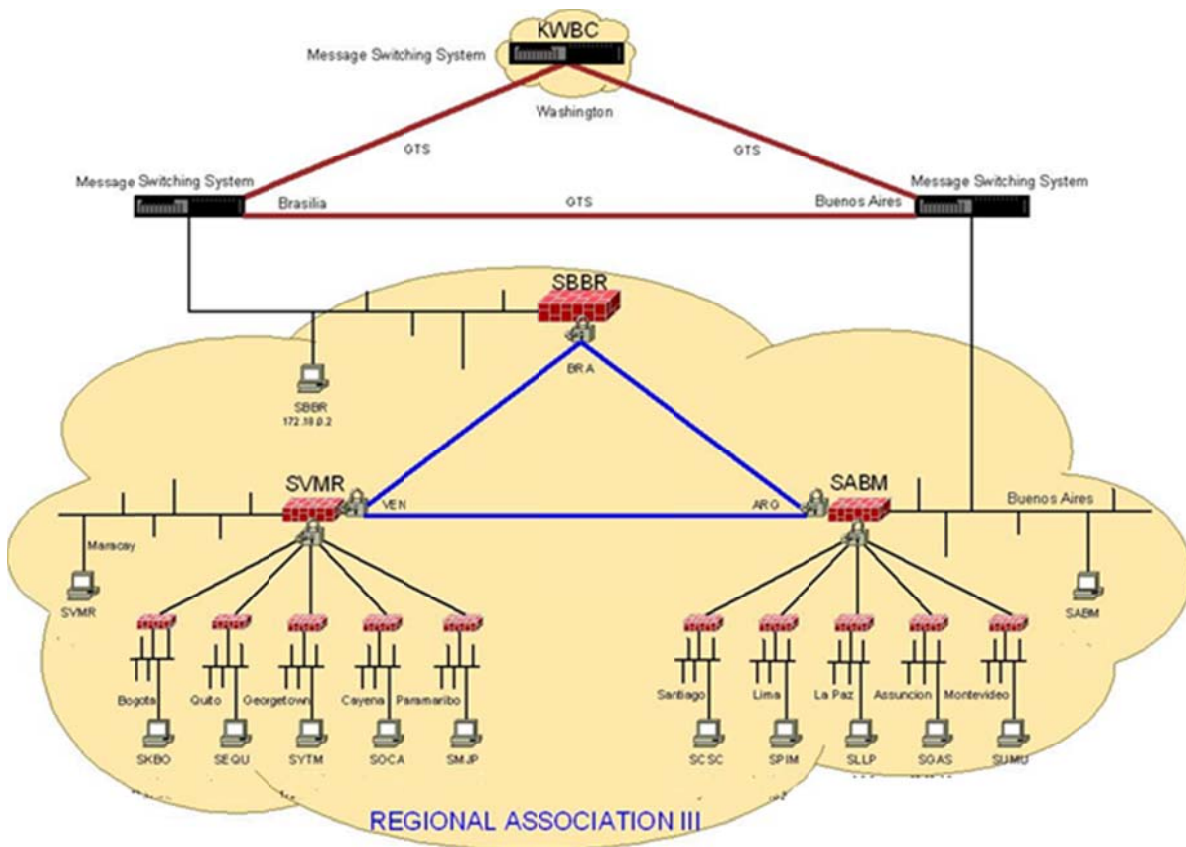 KWBC
Message Switching System
Washington
GTS
GTS
Message Switching System
Message Switching System
Brasilia
GTS
Buenos Aires
SBBR
BRA
SBBR
172.18.0.2
SVMR
SABM
VEN
ARG
Buenos Aires
Maracay
SVMR
SABM
Bogota
Quito
Georgetown
Cayena
Paramaribo
Santiago
Lima
La Paz
Assuncion
Montevideo
SKBO
SEQU
SYTM
SOCA
SMJP
SCSC
SPIM
SLLP
SGAS
SUMU
REGIONAL ASSOCIATION III